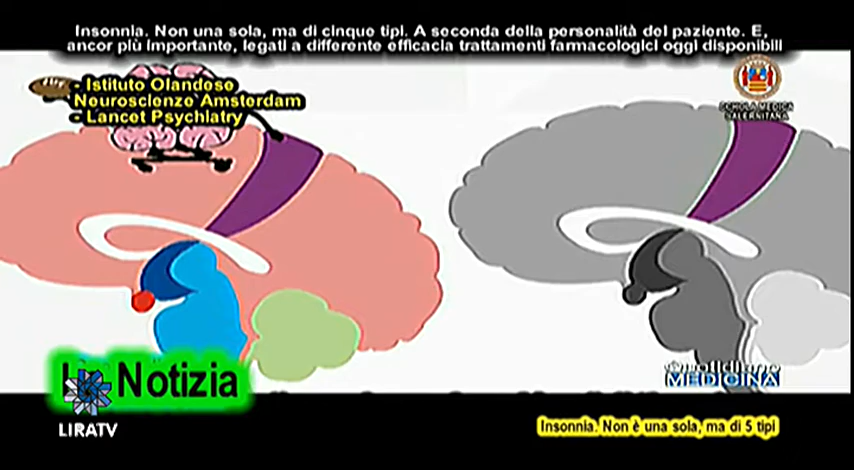 Insonnia. Non una sola, ma di cinque tipi. A seconda della personalità del paziente. E,
ancor più importante, legati a differente efficacia trattamenti farmacologici oggi disponibili
- Istituto Olandese
Neuroscienze Amsterdam
- Lancet Psychiatry
SCHOLA MEDICA
SALERNITANA
La Notizia
LIRATV
Quotidiano
MEDICINA
Insonnia. Non è una sola, ma di 5 tipi